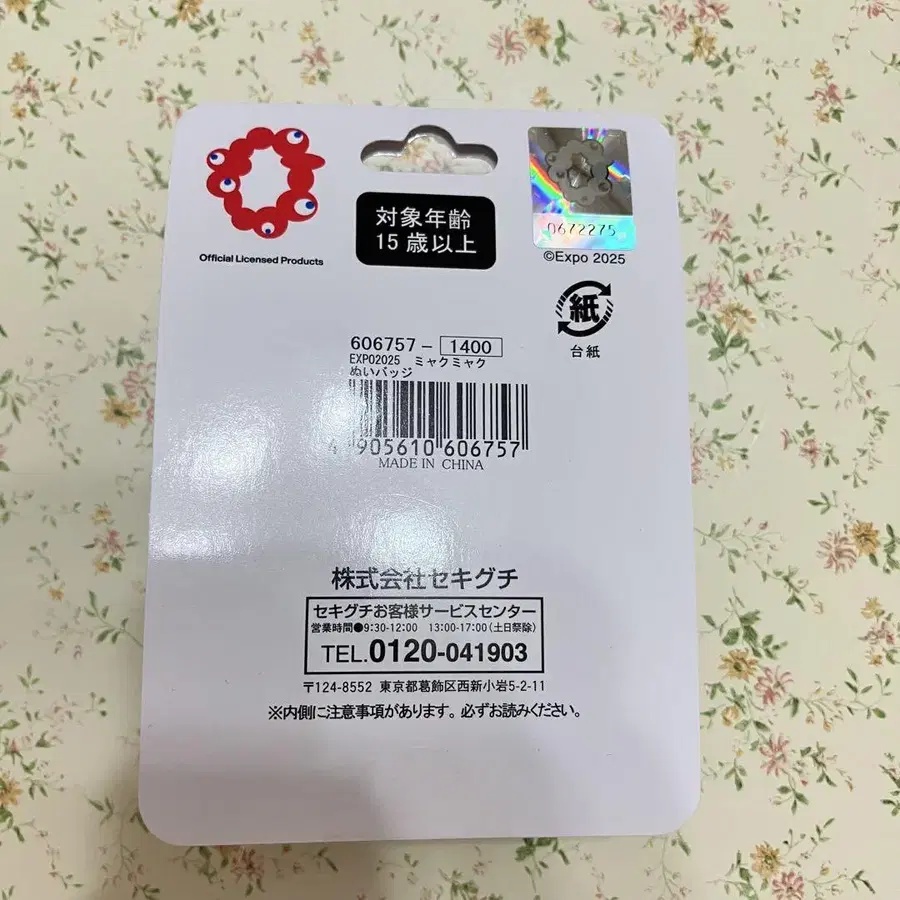 Official Licensed Products
対象年齢
15歳以上
0672275
©Expo 2025
紙
台紙
606757- 1400
EXPO2025 ミャクミャク
ぬいバッジ
4 905610 606757
MADE IN CHINA
株式会社セキグチ
セキグチお客様サービスセンター
営業時間●9:30-12:00 13:00-17:00(土日祭除)
TEL.0120-041903
〒124-8552 東京都葛飾区西新小岩5-2-11
※内側に注意事項があります。必ずお読みください。